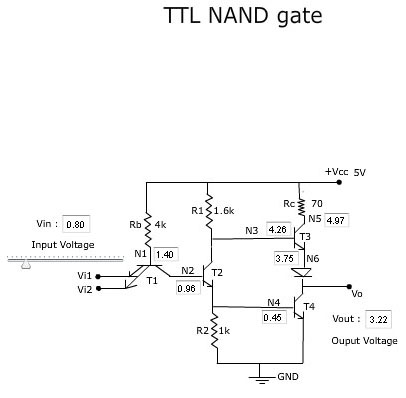 TTL NAND gate
+Vcc 5V
Rc 70
R1 1.6k
N5 4.97
Vin : 0.80
Rb 4k
N3 4.26
T3
Input Voltage
N1 1.40
3.75 N6
Vi1
N2
T2
Vi2
T1
0.96
Vo
N4
T4
0.45
Vout : 3.22
R2 1k
Ouput Voltage
GND